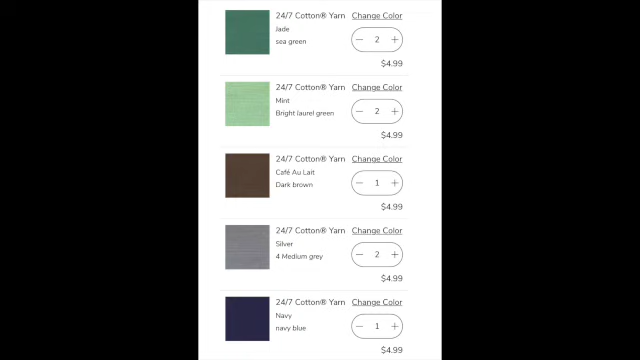 24/7 Cotton® Yarn Change Color
Jade
sea green
2
$4.99
24/7 Cotton® Yarn Change Color
Mint
Bright laurel green
2
$4.99
24/7 Cotton® Yarn Change Color
Café Au Lait
Dark brown
1
$4.99
24/7 Cotton® Yarn Change Color
Silver
4 Medium grey
2
$4.99
24/7 Cotton® Yarn Change Color
Navy
navy blue
1
$4.99